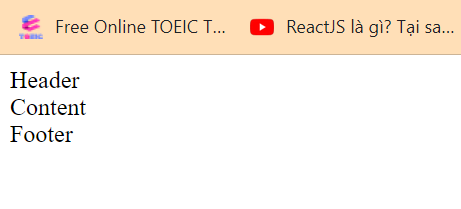 Free Online TOEIC T... ReactJS là gì? Tại sa...
Header
Content
Footer